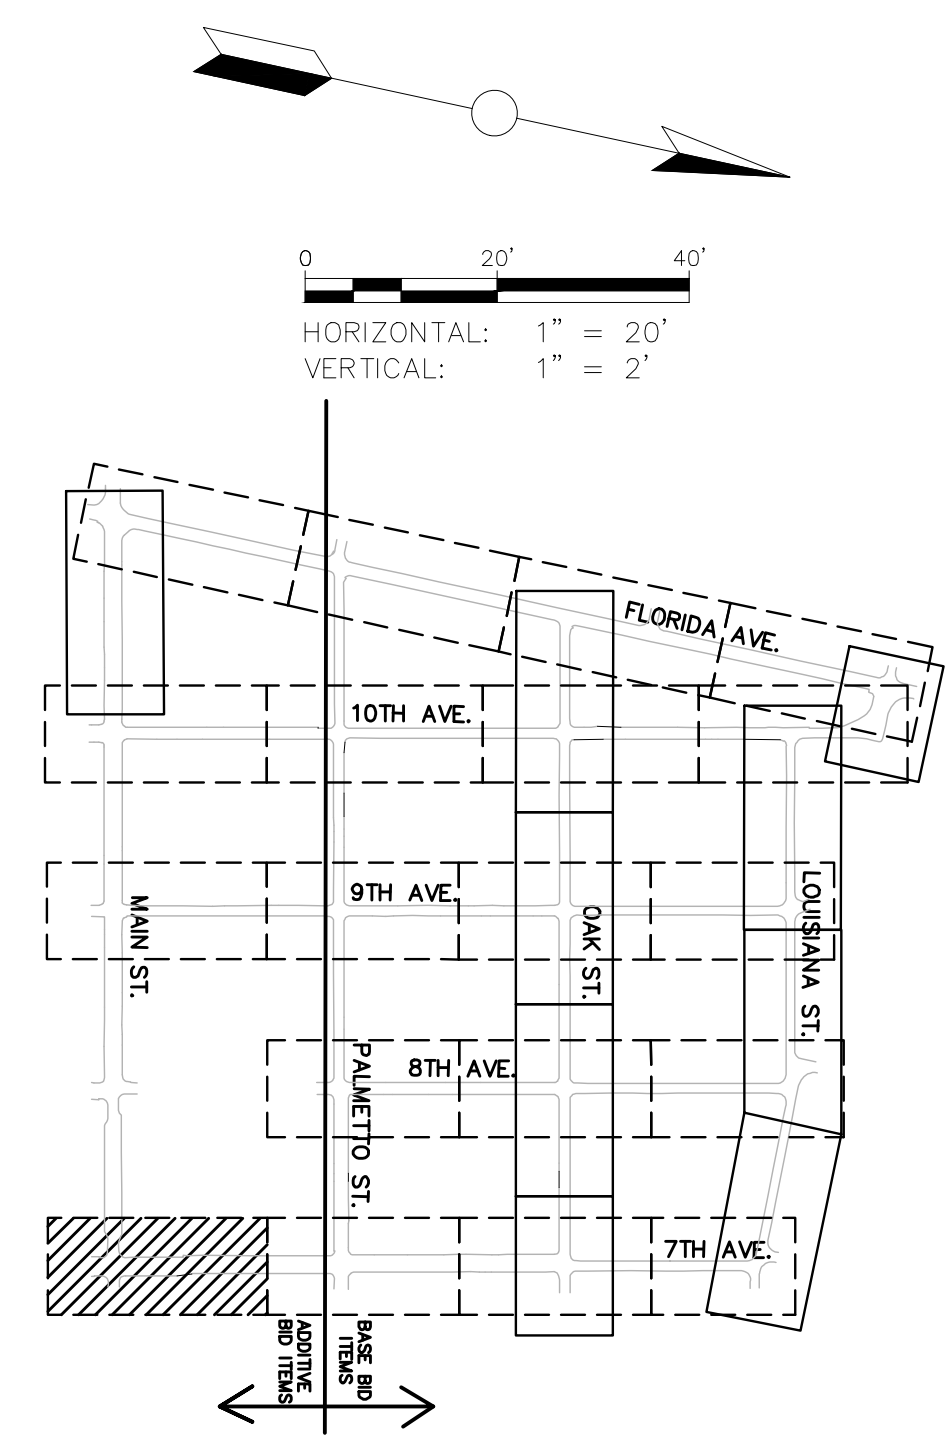 0 20' 40'
HORIZONTAL: 1" = 20'
VERTICAL: 1" = 2'
FLORIDA AVE.
10TH AVE.
9TH AVE.
MAIN ST.
OAK ST.
LOUISIANA ST.
8TH AVE.
PALMETTO ST.
7TH AVE.
ADDITIVE
BID ITEMS
BASE BID
ITEMS